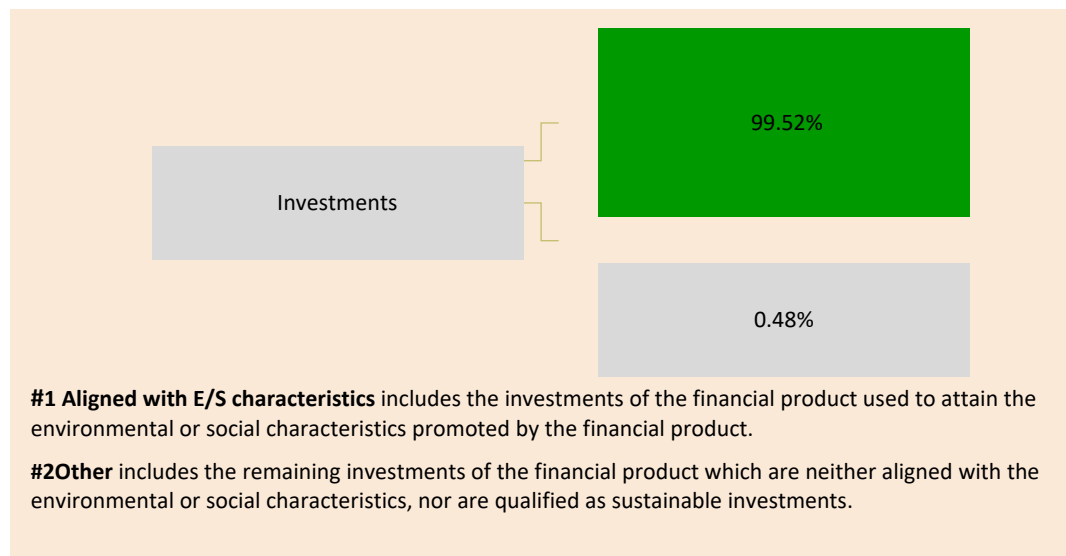 99.52%
Investments
0.48%
#1 Aligned with E/S characteristics includes the investments of the financial product used to attain the
environmental or social characteristics promoted by the financial product.
#2Other includes the remaining investments of the financial product which are neither aligned with the
environmental or social characteristics, nor are qualified as sustainable investments.